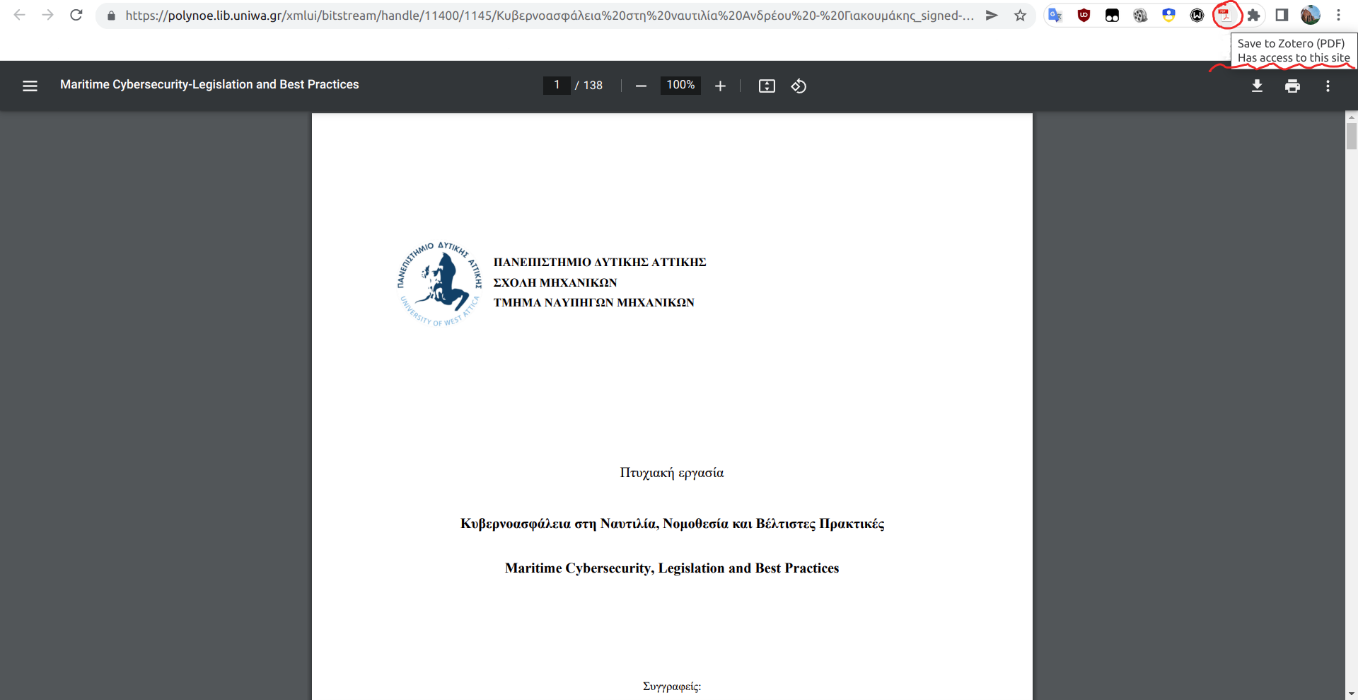 https://polynoe.lib.uniwa.gr/xmlui/bitstream/handle/11400/1145/Κυβερνοασφάλεια%20στη%20ναυτιλία%20Ανδρέου%20-%20Γιακουμάκης_signed-...
Save to Zotero (PDF)
Has access to this site
Maritime Cybersecurity-Legislation and Best Practices
1 / 138
100%
ΠΑΝΕΠΙΣΤΗΜΙΟ ΔΥΤΙΚΗΣ ΑΤΤΙΚΗΣ
UNIVERSITY OF WEST ATTICA
ΠΑΝΕΠΙΣΤΗΜΙΟ ΔΥΤΙΚΗΣ ΑΤΤΙΚΗΣ
ΣΧΟΛΗ ΜΗΧΑΝΙΚΩΝ
ΤΜΗΜΑ ΝΑΥΠΗΓΩΝ ΜΗΧΑΝΙΚΩΝ
Πτυχιακή εργασία
Κυβερνοασφάλεια στη Ναυτιλία, Νομοθεσία και Βέλτιστες Πρακτικές
Maritime Cybersecurity, Legislation and Best Practices
Συγγραφείς: